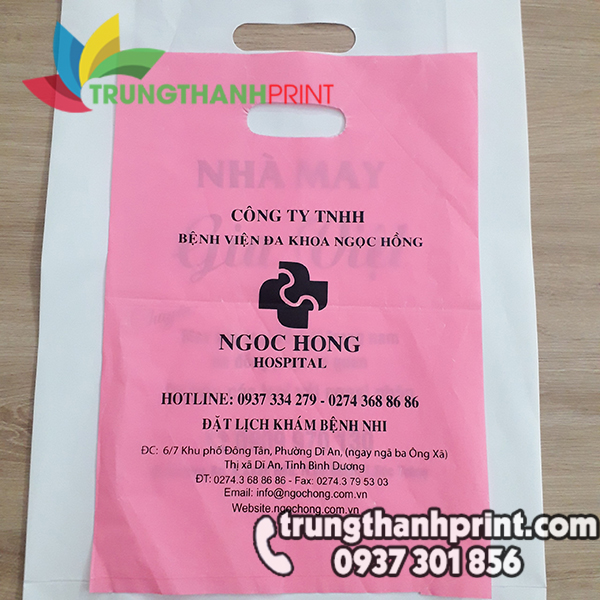 TRUNGTHANHPRINT
NHÀ MAY
Gia Việt
CÔNG TY TNHH
BỆNH VIỆN ĐA KHOA NGỌC HỒNG
NGOC HONG
HOSPITAL
HOTLINE: 0937 334 279 - 0274 368 86 86
ĐẶT LỊCH KHÁM BỆNH NHI
ĐC: 6/7 Khu phố Đông Tân, Phường Dĩ An, (ngay ngã ba Ông Xã)
Thị xã Dĩ An, Tỉnh Bình Dương
ĐT: 0274.3 68 86 86 - Fax: 0274.3 79 53 03
Email: info@ngochong.com.vn
Website.ngochong.com.vn
trungthanhprint.com
0937 301 856